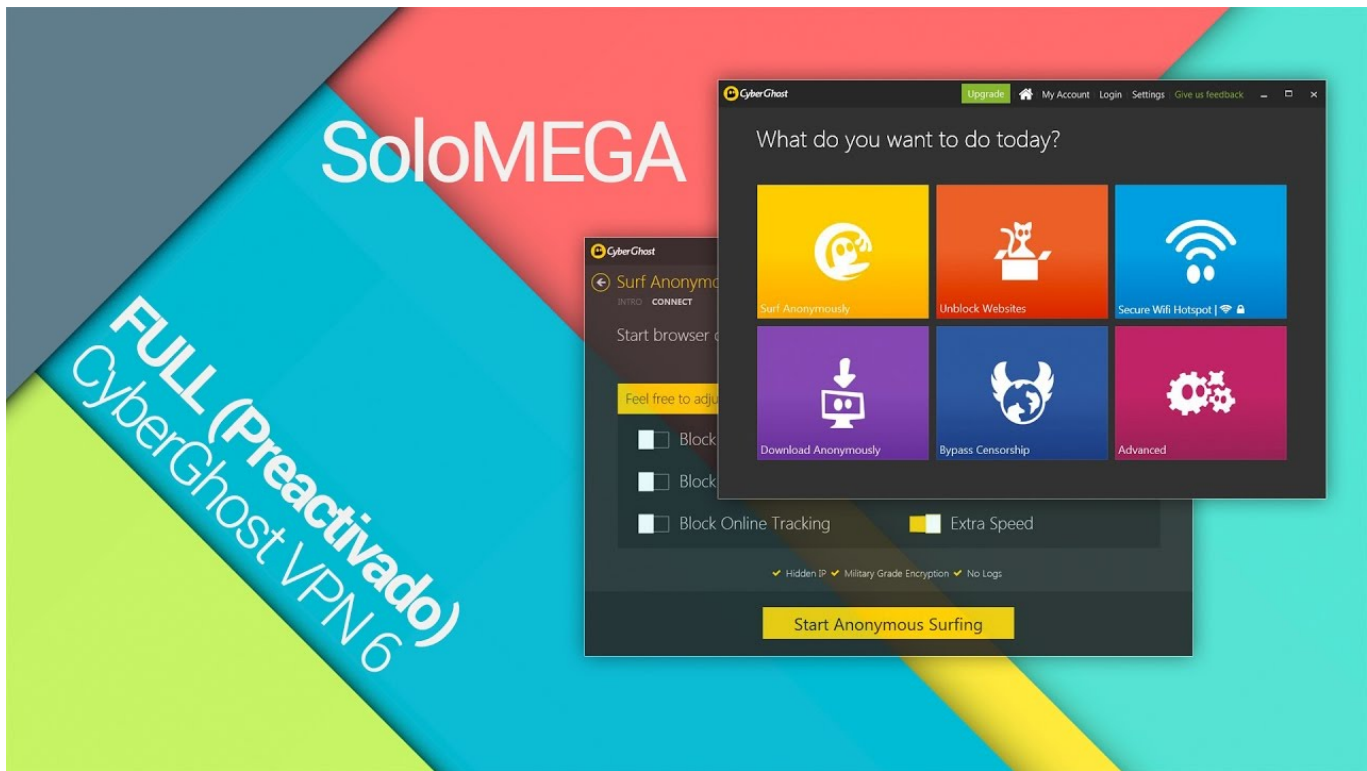 SoloMEGA
FULL (Preactivado)
CyberGhost VPN 6
CyberGhost
Upgrade My Account Login Settings Give us feedback
What do you want to do today?
Surf Anonymously
Unblock Websites
Secure Wifi Hotspot |
Download Anonymously
Bypass Censorship
Advanced
CyberGhost
Surf Anonymo
INTRO CONNECT
Start browser
Feel free to adju
Block
Block
Block Online Tracking
Extra Speed
Hidden IP Military Grade Encryption No Logs
Start Anonymous Surfing